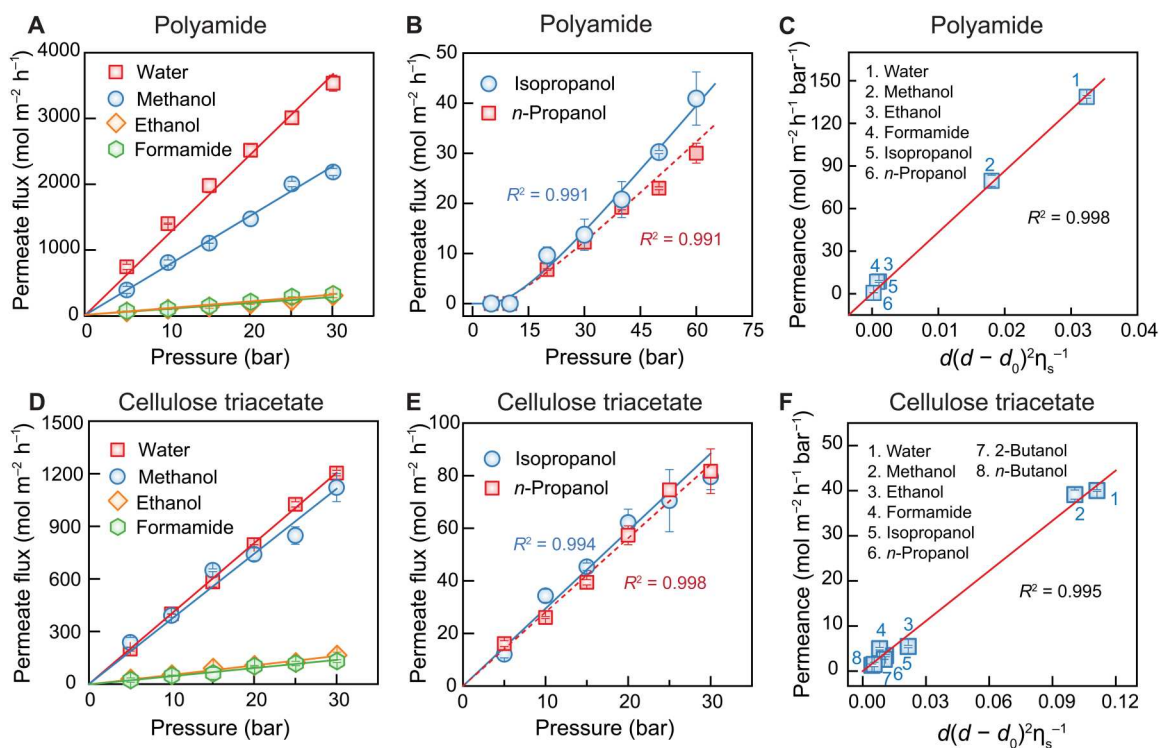 A Polyamide
Permeate flux (mol m⁻² h⁻¹)
4000
3000
2000
1000
0
Water
Methanol
Ethanol
Formamide
0 10 20 30
Pressure (bar)
B Polyamide
Permeate flux (mol m⁻² h⁻¹)
50
40
30
20
10
0
Isopropanol
n-Propanol
R² = 0.991
R² = 0.991
0 15 30 45 60 75
Pressure (bar)
C Polyamide
Permeance (mol m⁻² h⁻¹ bar⁻¹)
150
120
90
60
30
0
1. Water
2. Methanol
3. Ethanol
4. Formamide
5. Isopropanol
6. n-Propanol
1
2
R² = 0.998
4 3
5
6
0.00 0.02 0.03 0.04
d(d − d₀)²ηₛ⁻¹
D Cellulose triacetate
Permeate flux (mol m⁻² h⁻¹)
1500
1200
900
600
300
0
Water
Methanol
Ethanol
Formamide
0 10 20 30
Pressure (bar)
E Cellulose triacetate
Permeate flux (mol m⁻² h⁻¹)
100
80
60
40
20
0
Isopropanol
n-Propanol
R² = 0.994
R² = 0.998
0 10 15 20 25 30 35
Pressure (bar)
F Cellulose triacetate
Permeance (mol m⁻² h⁻¹ bar⁻¹)
50
40
30
20
10
0
1. Water 7. 2-Butanol
2. Methanol 8. n-Butanol
3. Ethanol
4. Formamide
5. Isopropanol
6. n-Propanol
2 1
R² = 0.995
4 3
8 5
7 6
0.00 0.03 0.06 0.09 0.12
d(d − d₀)²ηₛ⁻¹